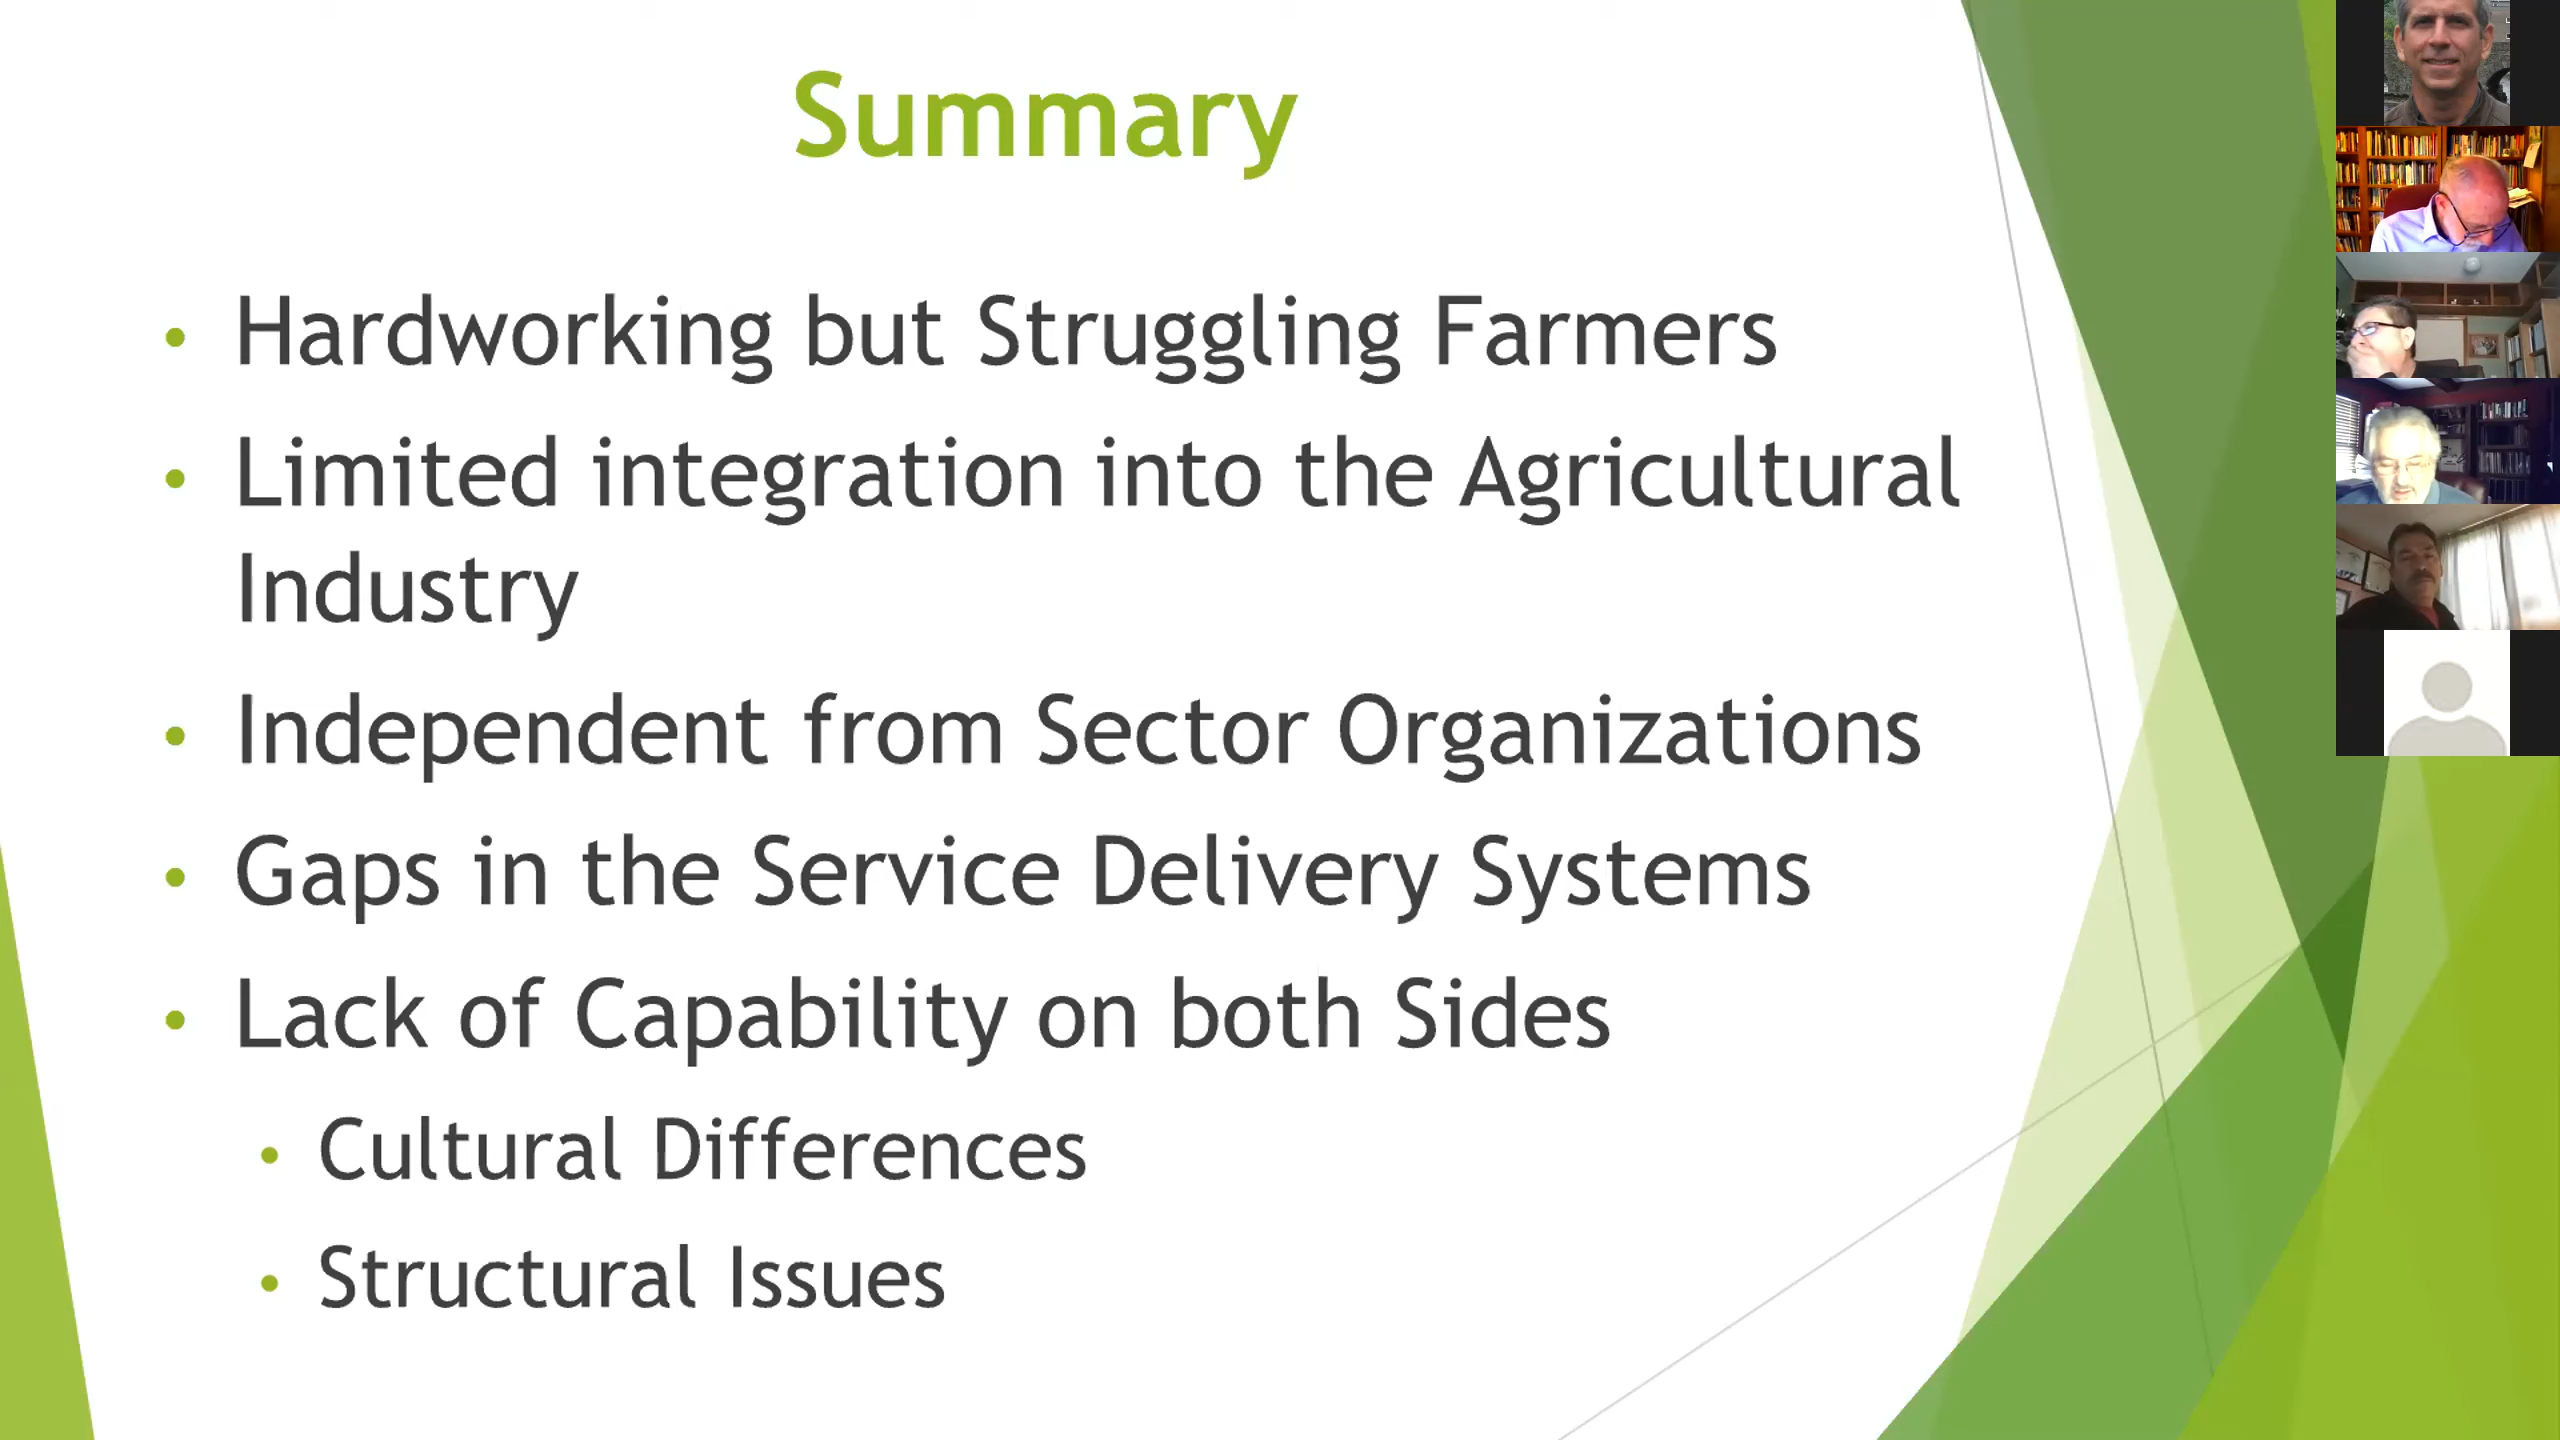 Summary
• Hardworking but Struggling Farmers
• Limited integration into the Agricultural
Industry
• Independent from Sector Organizations
• Gaps in the Service Delivery Systems
• Lack of Capability on both Sides
• Cultural Differences
• Structural Issues